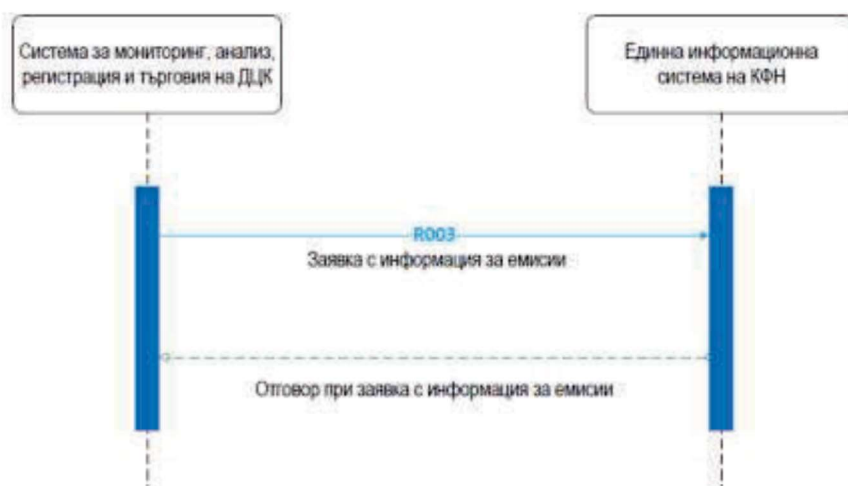 Система за мониторинг, анализ,
регистрация и търговия на ДЦК
Единна информационна
система на КФН
R003
Заявка с информация за емисии
Отговор при заявка с информация за емисии